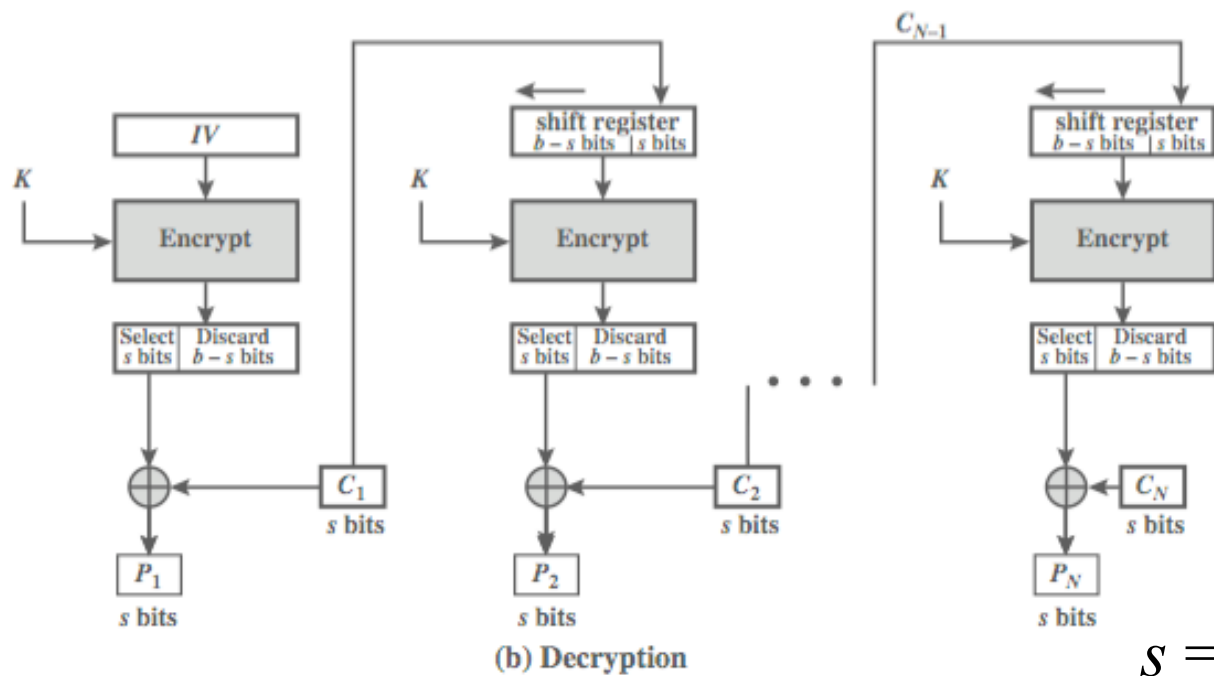 C_{N–1}
IV
shift register
b – s bits | s bits
shift register
b – s bits | s bits
K
K
K
Encrypt
Encrypt
Encrypt
Select
s bits
Discard
b – s bits
Select
s bits
Discard
b – s bits
Select
s bits
Discard
b – s bits
• • •
C_1
s bits
C_2
s bits
C_N
s bits
P_1
s bits
P_2
s bits
P_N
s bits
(b) Decryption
s =